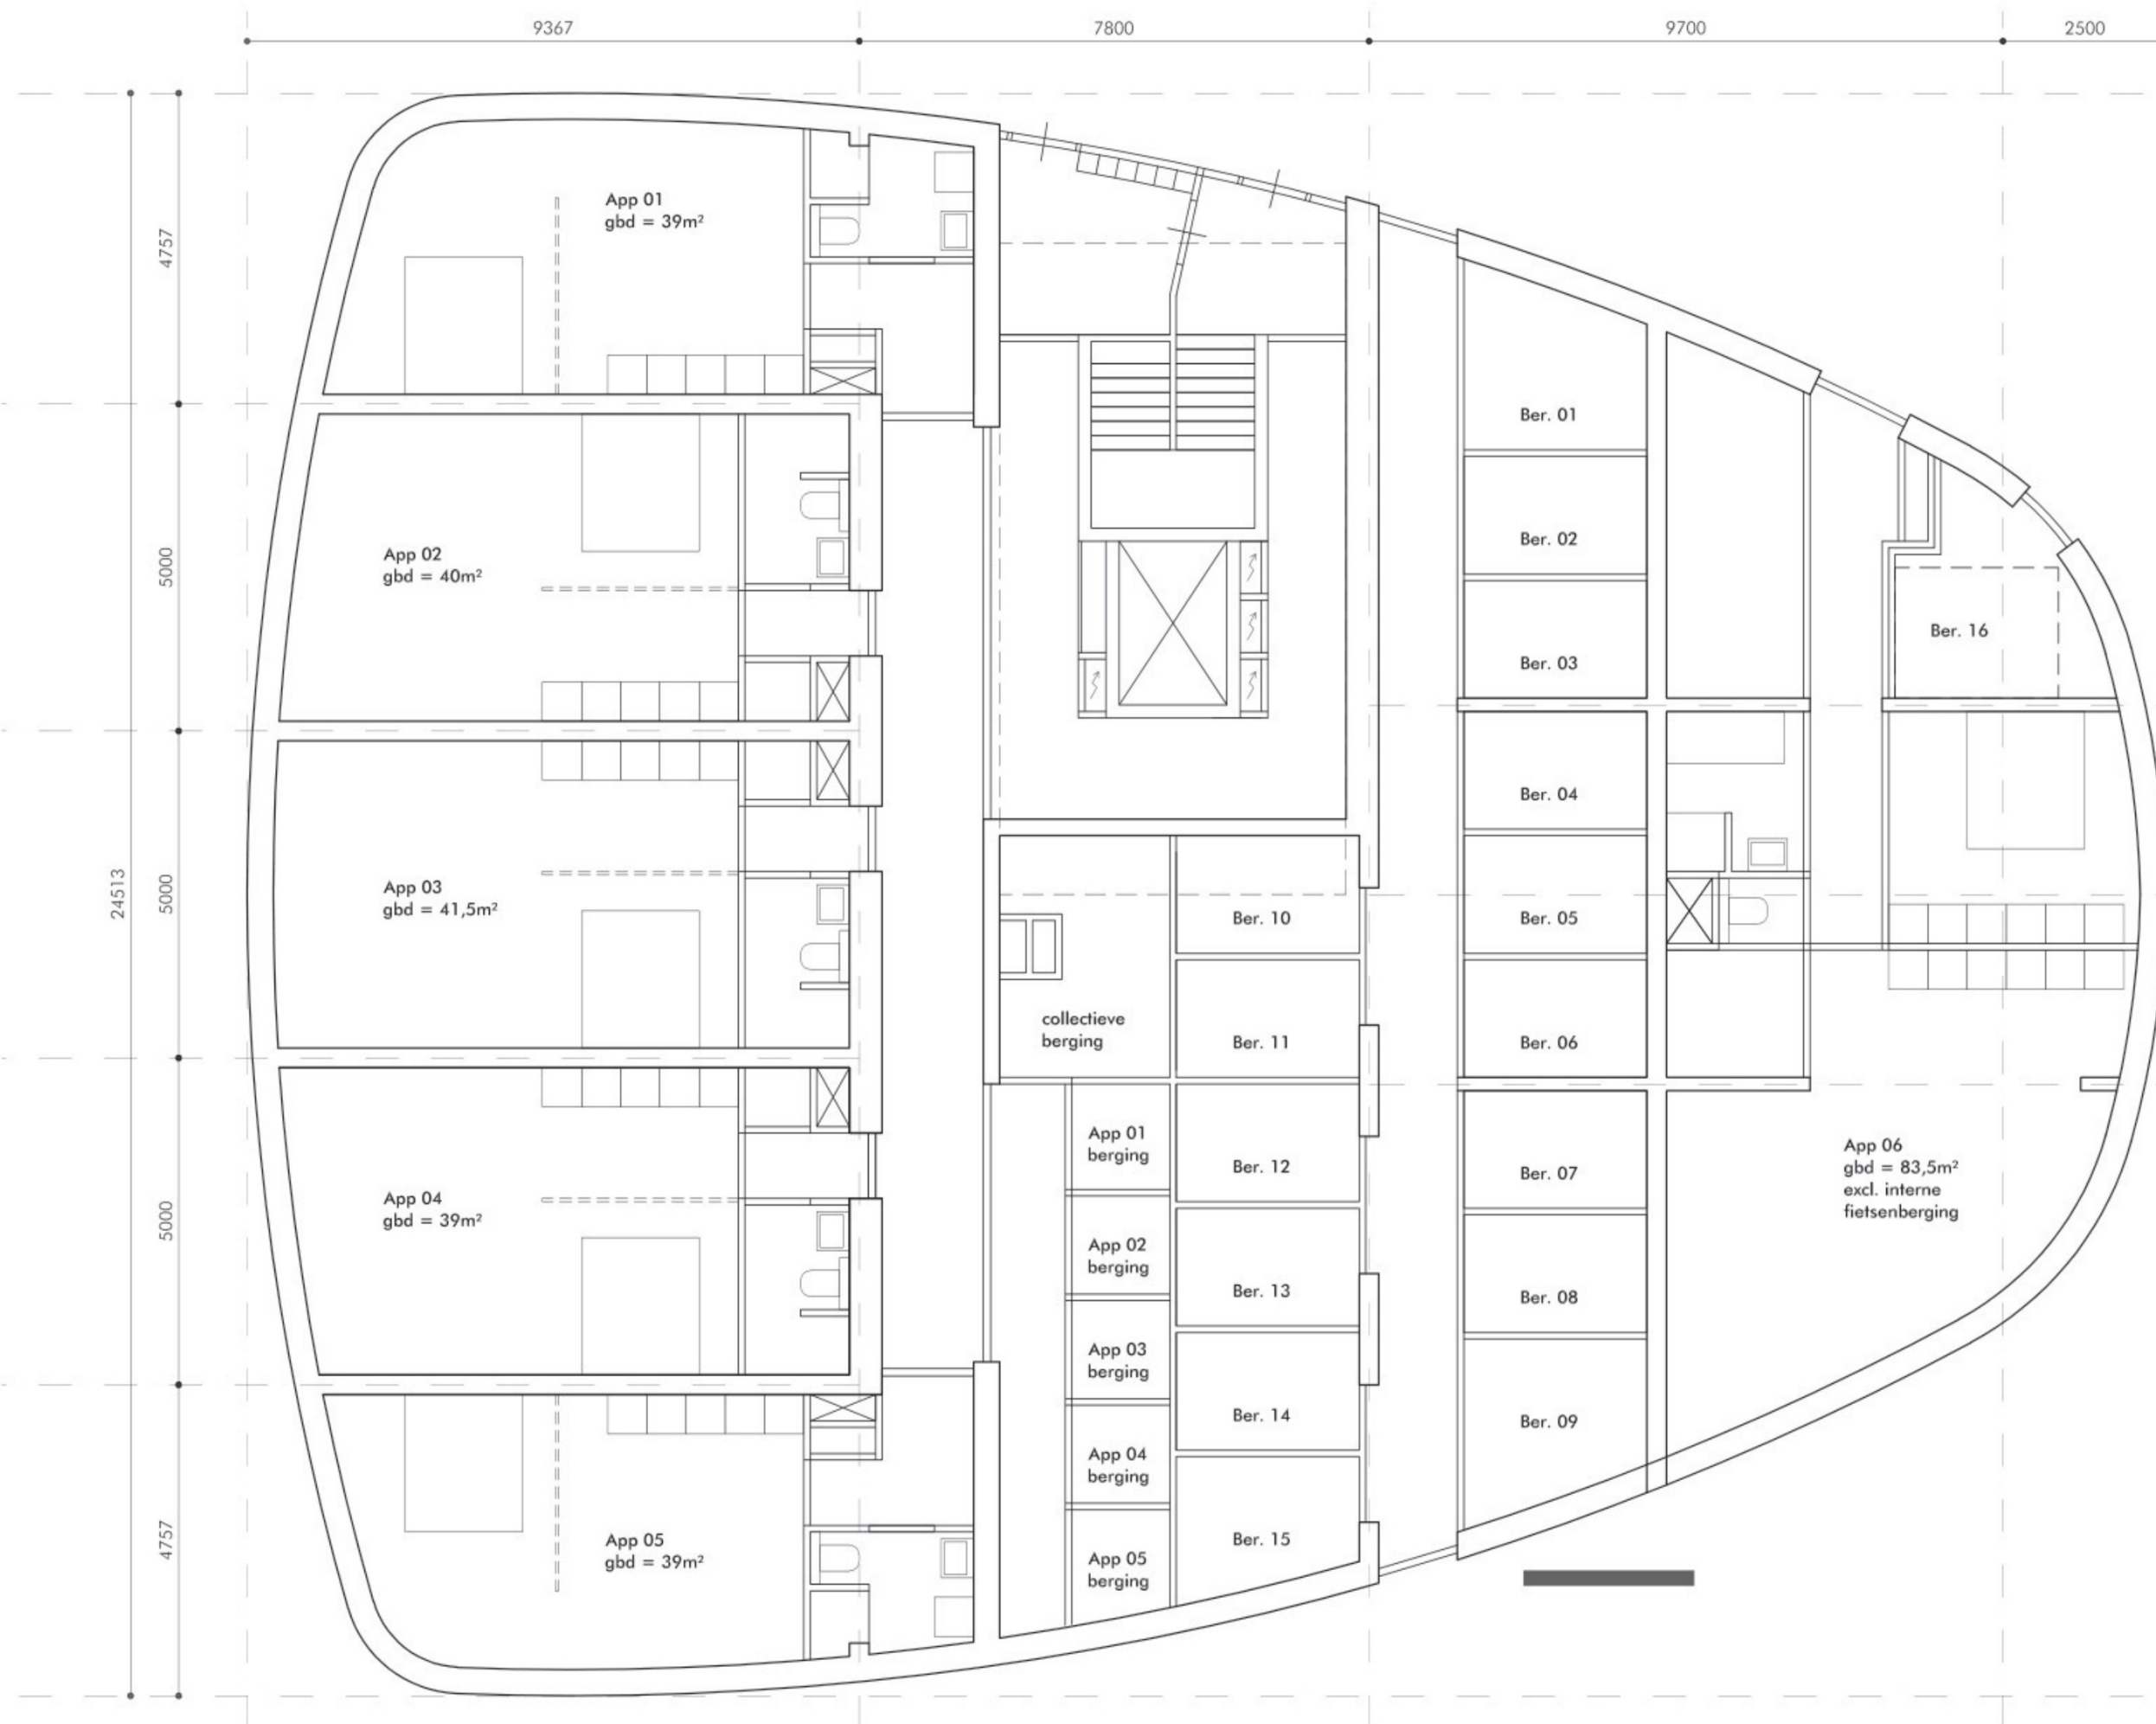 9367
7800
9700
2500
4757
5000
5000
5000
4757
24513
App 01
gbd = 39m²
App 02
gbd = 40m²
App 03
gbd = 41,5m²
App 04
gbd = 39m²
App 05
gbd = 39m²
collectieve
berging
App 01
berging
App 02
berging
App 03
berging
App 04
berging
App 05
berging
Ber. 10
Ber. 11
Ber. 12
Ber. 13
Ber. 14
Ber. 15
Ber. 01
Ber. 02
Ber. 03
Ber. 04
Ber. 05
Ber. 06
Ber. 07
Ber. 08
Ber. 09
Ber. 16
App 06
gbd = 83,5m²
excl. interne
fietsenberging